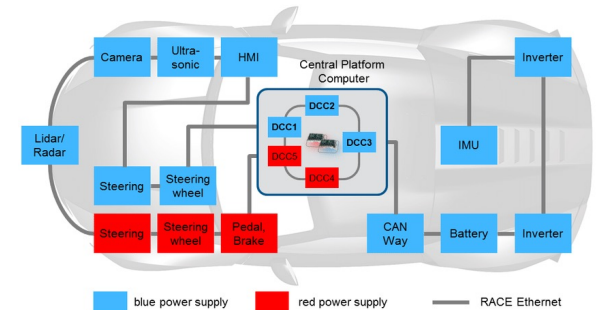 Camera
Ultra-
sonic
HMI
Central Platform
Computer
Inverter
DCC2
DCC1
DCC3
DCC5
DCC4
Lidar/
Radar
IMU
Steering
Steering
wheel
Steering
Steering
wheel
Pedal,
Brake
CAN
Way
Battery
Inverter
blue power supply
red power supply
RACE Ethernet